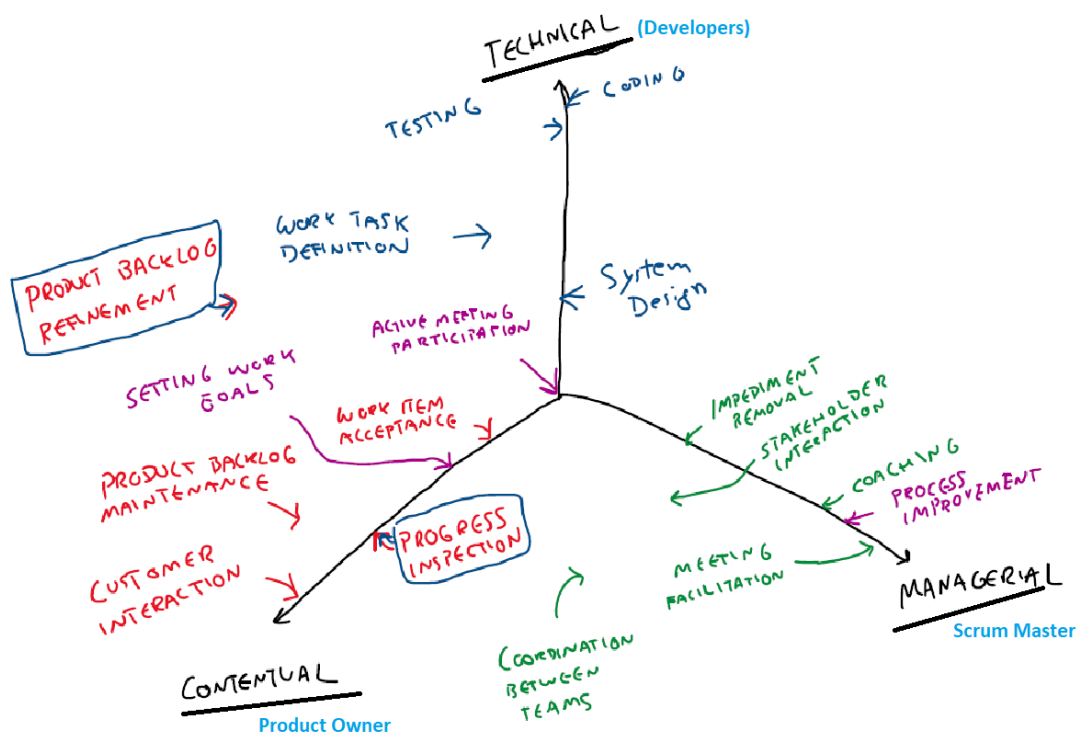 TECHNICAL (Developers)
CODING
TESTING
WORK TASK
DEFINITION
PRODUCT BACKLOG
REFINEMENT
System
Design
ACTIVE MEETING
PARTICITATION
SETTING WORK
GOALS
WORK ITEM
ACCEPTANCE
IMPEDIMENT
REMOVAL
STAKEHOLDER
INTERACTION
PRODUCT BACKLOG
MAINTENANCE
COACHING
PROCESS
IMPROVEMENT
PROGRESS
INSPECTION
CUSTOMER
INTERACTION
MEETING
FACILITATION
MANAGERIAL
Scrum Master
COORDINATION
BETWEEN
TEAMS
CONTENTUAL
Product Owner